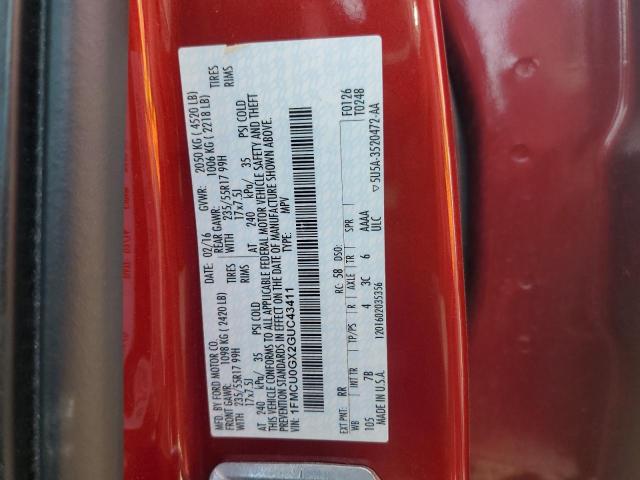 MFD. BY FORD MOTOR CO.
DATE: 02/16 GVWR: 2050 KG ( 4520 LB)
FRONT GAWR: 1098 KG ( 2420 LB) REAR GAWR: 1006 KG ( 2218 LB)
WITH 235/55R17 99H TIRES WITH 235/55R17 99H TIRES
17x7.5J RIMS 17x7.5J RIMS
AT 240 kPa/ 35 PSI COLD AT 240 kPa/ 35 PSI COLD
THIS VEHICLE CONFORMS TO ALL APPLICABLE FEDERAL MOTOR VEHICLE SAFETY AND THEFT
PREVENTION STANDARDS IN EFFECT ON THE DATE OF MANUFACTURE SHOWN ABOVE.
VIN: 1FMCU0GX2GUC43411 TYPE: MPV
F0126
T0248
EXT PNT: RR RC: 58 DSO:
WB INT TR TP/PS R AXLE TR SPR
105 7B 4 3C 6 AAAA
ULC
MADE IN U.S.A. 1201602035356 ▽ 5U5A-3520472-AA